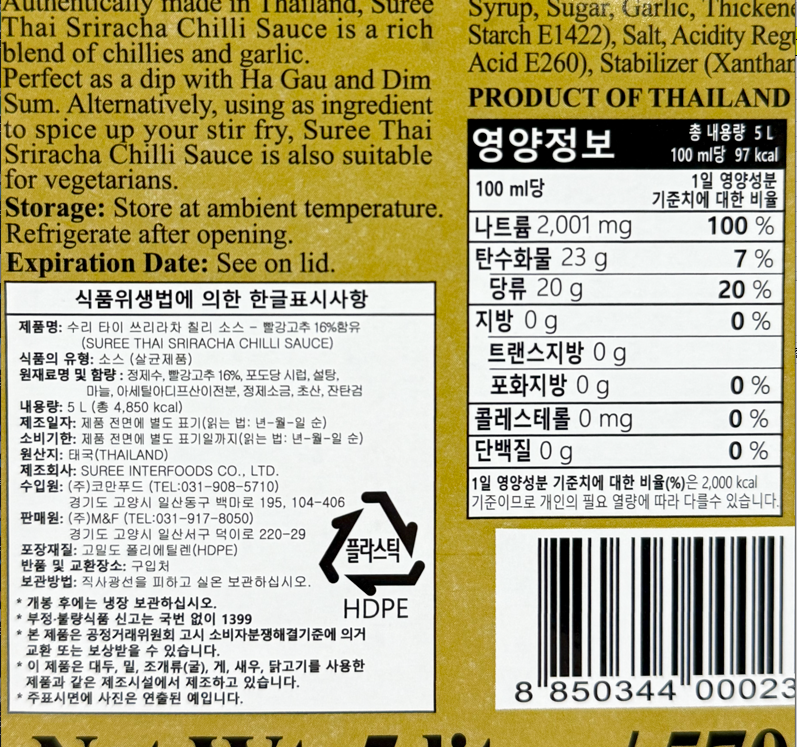 Authentically made in Thailand, Suree
Thai Sriracha Chilli Sauce is a rich
blend of chillies and garlic.
Perfect as a dip with Ha Gau and Dim
Sum. Alternatively, using as ingredient
to spice up your stir fry, Suree Thai
Sriracha Chilli Sauce is also suitable
for vegetarians.
Storage: Store at ambient temperature.
Refrigerate after opening.
Expiration Date: See on lid.
식품위생법에 의한 한글표시사항
제품명: 수리 타이 쓰리라차 칠리 소스 - 빨강고추 16%함유
(SUREE THAI SRIRACHA CHILLI SAUCE)
식품의 유형: 소스 (살균제품)
원재료명 및 함량 : 정제수, 빨강고추 16%, 포도당 시럽, 설탕,
마늘, 아세틸아디프산이전분, 정제소금, 초산, 잔탄검
내용량: 5 L (총 4,850 kcal)
제조일자: 제품 전면에 별도 표기(읽는 법: 년-월-일 순)
소비기한: 제품 전면에 별도 표기일까지(읽는 법: 년-월-일 순)
원산지: 태국(THAILAND)
제조회사: SUREE INTERFOODS CO., LTD.
수입원: (주)코만푸드 (TEL:031-908-5710)
경기도 고양시 일산동구 백마로 195, 104-406
판매원: (주)M&F (TEL:031-917-8050)
경기도 고양시 일산서구 덕이로 220-29
포장재질: 고밀도 폴리에틸렌(HDPE)
반품 및 교환장소: 구입처
보관방법: 직사광선을 피하고 실온 보관하십시오.
* 개봉 후에는 냉장 보관하십시오.
* 부정·불량식품 신고는 국번 없이 1399
* 본 제품은 공정거래위원회 고시 소비자분쟁해결기준에 의거
교환 또는 보상받을 수 있습니다.
* 이 제품은 대두, 밀, 조개류(굴), 게, 새우, 닭고기를 사용한
제품과 같은 제조시설에서 제조하고 있습니다.
* 주표시면에 사진은 연출된 예입니다.
플라스틱
HDPE
Syrup, Sugar, Garlic,
Starch E1422), Salt, Acidity
Acid E260), Stabilizer
PRODUCT OF THAILAND
영양정보
총 내용량 5 L
100 ml당 97 kcal
100 ml당
1일 영양성분
기준치에 대한 비율
나트륨 2,001 mg 100 %
탄수화물 23 g 7 %
당류 20 g 20 %
지방 0 g 0 %
트랜스지방 0 g
포화지방 0 g 0 %
콜레스테롤 0 mg 0 %
단백질 0 g 0 %
1일 영양성분 기준치에 대한 비율(%)은 2,000 kcal
기준이므로 개인의 필요 열량에 따라 다를수 있습니다.
8 850344 00023